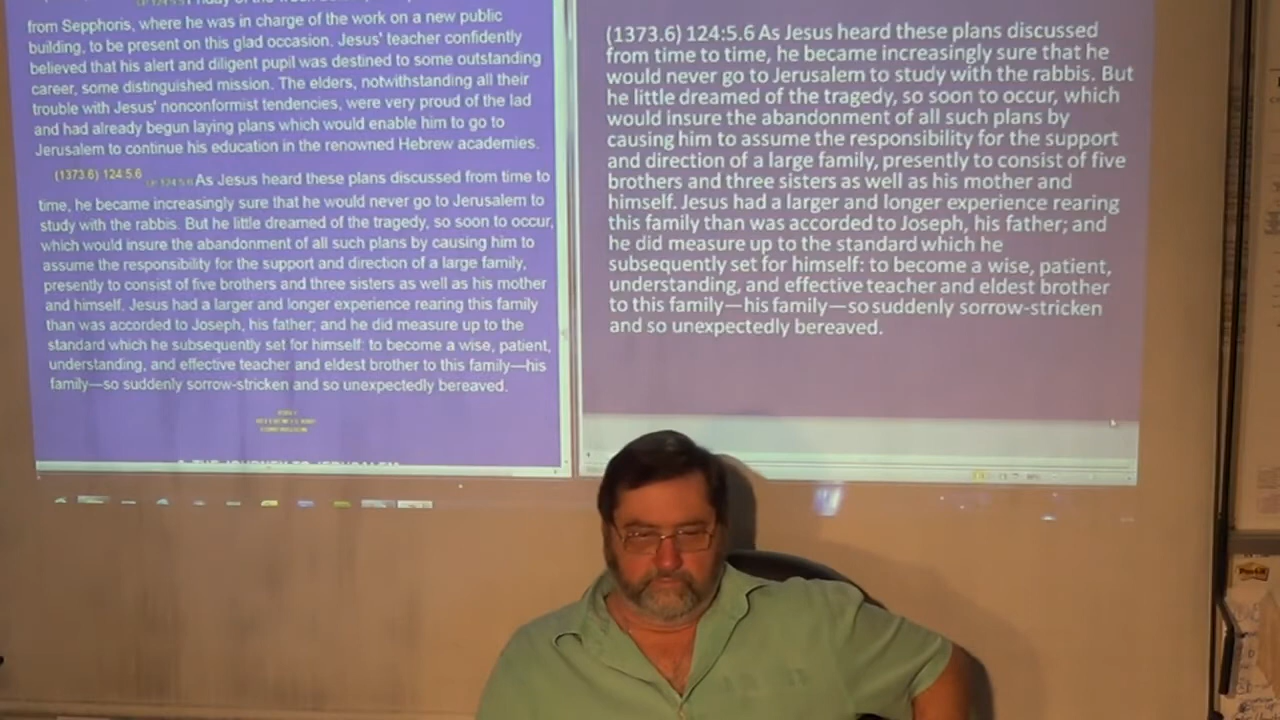 from Sepphoris, where he was in charge of the work on a new public
building, to be present on this glad occasion. Jesus' teacher confidently
believed that his alert and diligent pupil was destined to some outstanding
career, some distinguished mission. The elders, notwithstanding all their
trouble with Jesus' nonconformist tendencies, were very proud of the lad
and had already begun laying plans which would enable him to go to
Jerusalem to continue his education in the renowned Hebrew academies.
(1373.6) 124:5.6 As Jesus heard these plans discussed from time to
time, he became increasingly sure that he would never go to Jerusalem to
study with the rabbis. But he little dreamed of the tragedy, so soon to occur,
which would insure the abandonment of all such plans by causing him to
assume the responsibility for the support and direction of a large family,
presently to consist of five brothers and three sisters as well as his mother
and himself. Jesus had a larger and longer experience rearing this family
than was accorded to Joseph, his father; and he did measure up to the
standard which he subsequently set for himself: to become a wise, patient,
understanding, and effective teacher and eldest brother to this family—his
family—so suddenly sorrow-stricken and so unexpectedly bereaved.
(1373.6) 124:5.6 As Jesus heard these plans discussed
from time to time, he became increasingly sure that he
would never go to Jerusalem to study with the rabbis. But
he little dreamed of the tragedy, so soon to occur, which
would insure the abandonment of all such plans by
causing him to assume the responsibility for the support
and direction of a large family, presently to consist of five
brothers and three sisters as well as his mother and
himself. Jesus had a larger and longer experience rearing
this family than was accorded to Joseph, his father; and
he did measure up to the standard which he
subsequently set for himself: to become a wise, patient,
understanding, and effective teacher and eldest brother
to this family—his family—so suddenly sorrow-stricken
and so unexpectedly bereaved.
Post-it